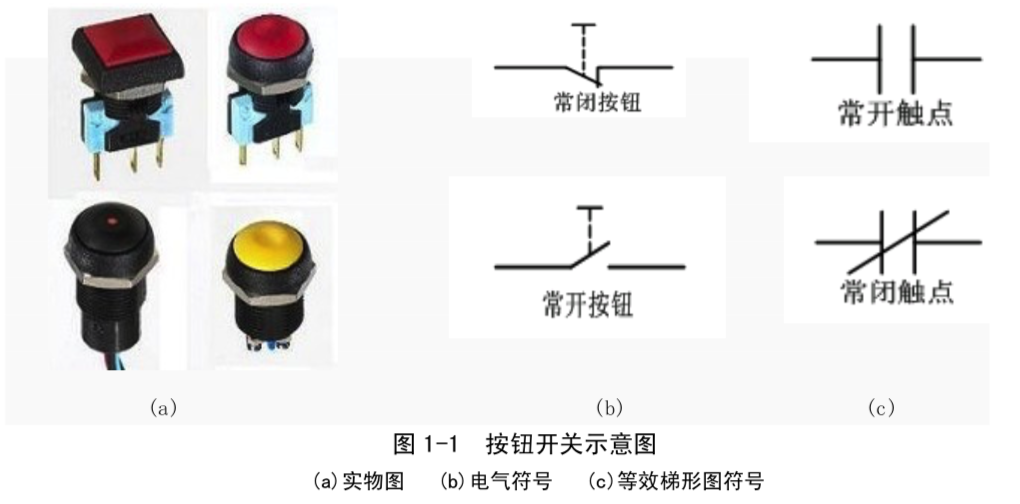 常闭按钮
常开触点
常开按钮
常闭触点
(a)
(b)
(c)
图 1-1 按钮开关示意图
(a)实物图 (b)电气符号 (c)等效梯形图符号